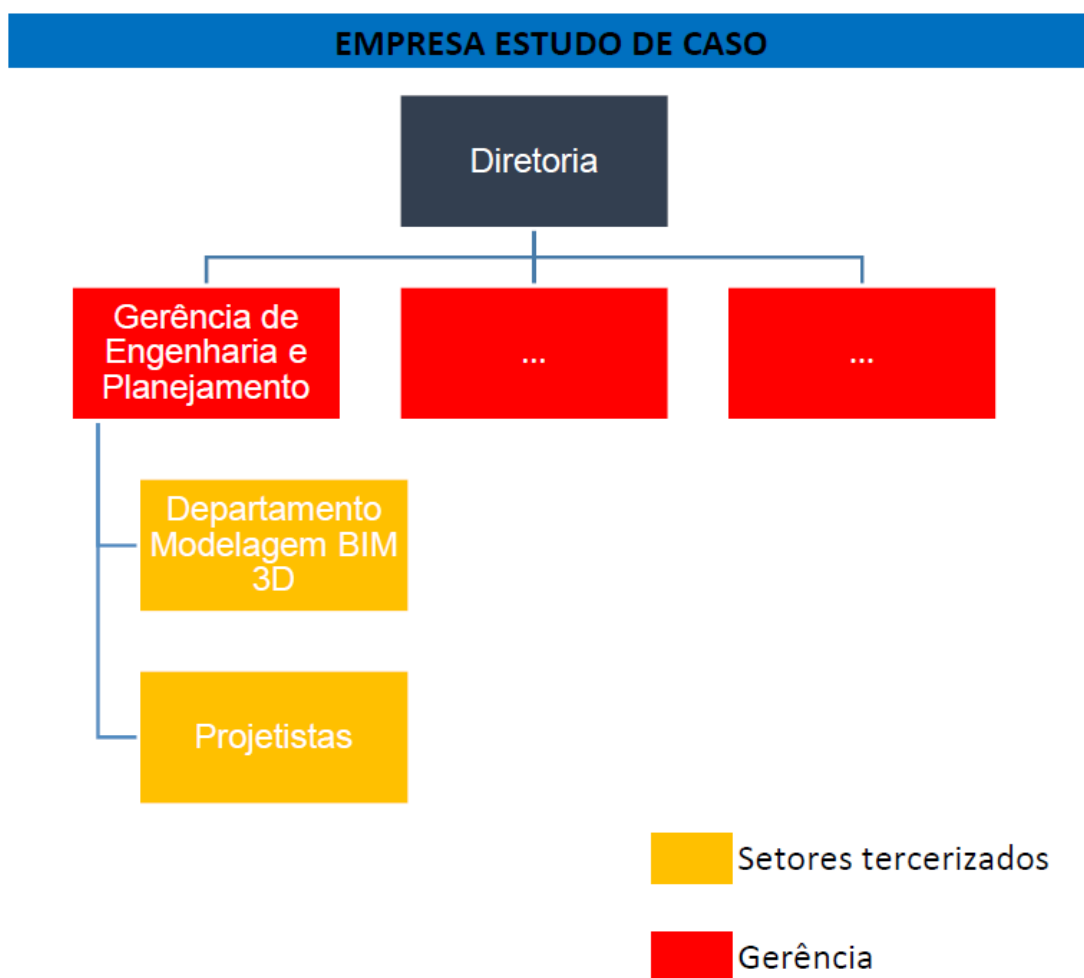 EMPRESA ESTUDO DE CASO
Diretoria
Gerência de
Engenharia e
Planejamento
...
...
Departamento
Modelagem BIM
3D
Projetistas
Setores tercerizados
Gerência